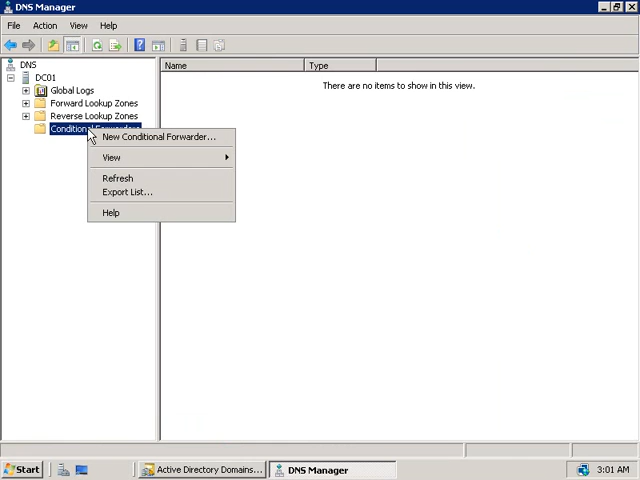 DNS Manager
File Action View Help
DNS
DC01
Global Logs
Forward Lookup Zones
Reverse Lookup Zones
Conditional Forwarders
New Conditional Forwarder...
View
Refresh
Export List...
Help
Name Type
There are no items to show in this view.
Start
Active Directory Domains...
DNS Manager
3:01 AM